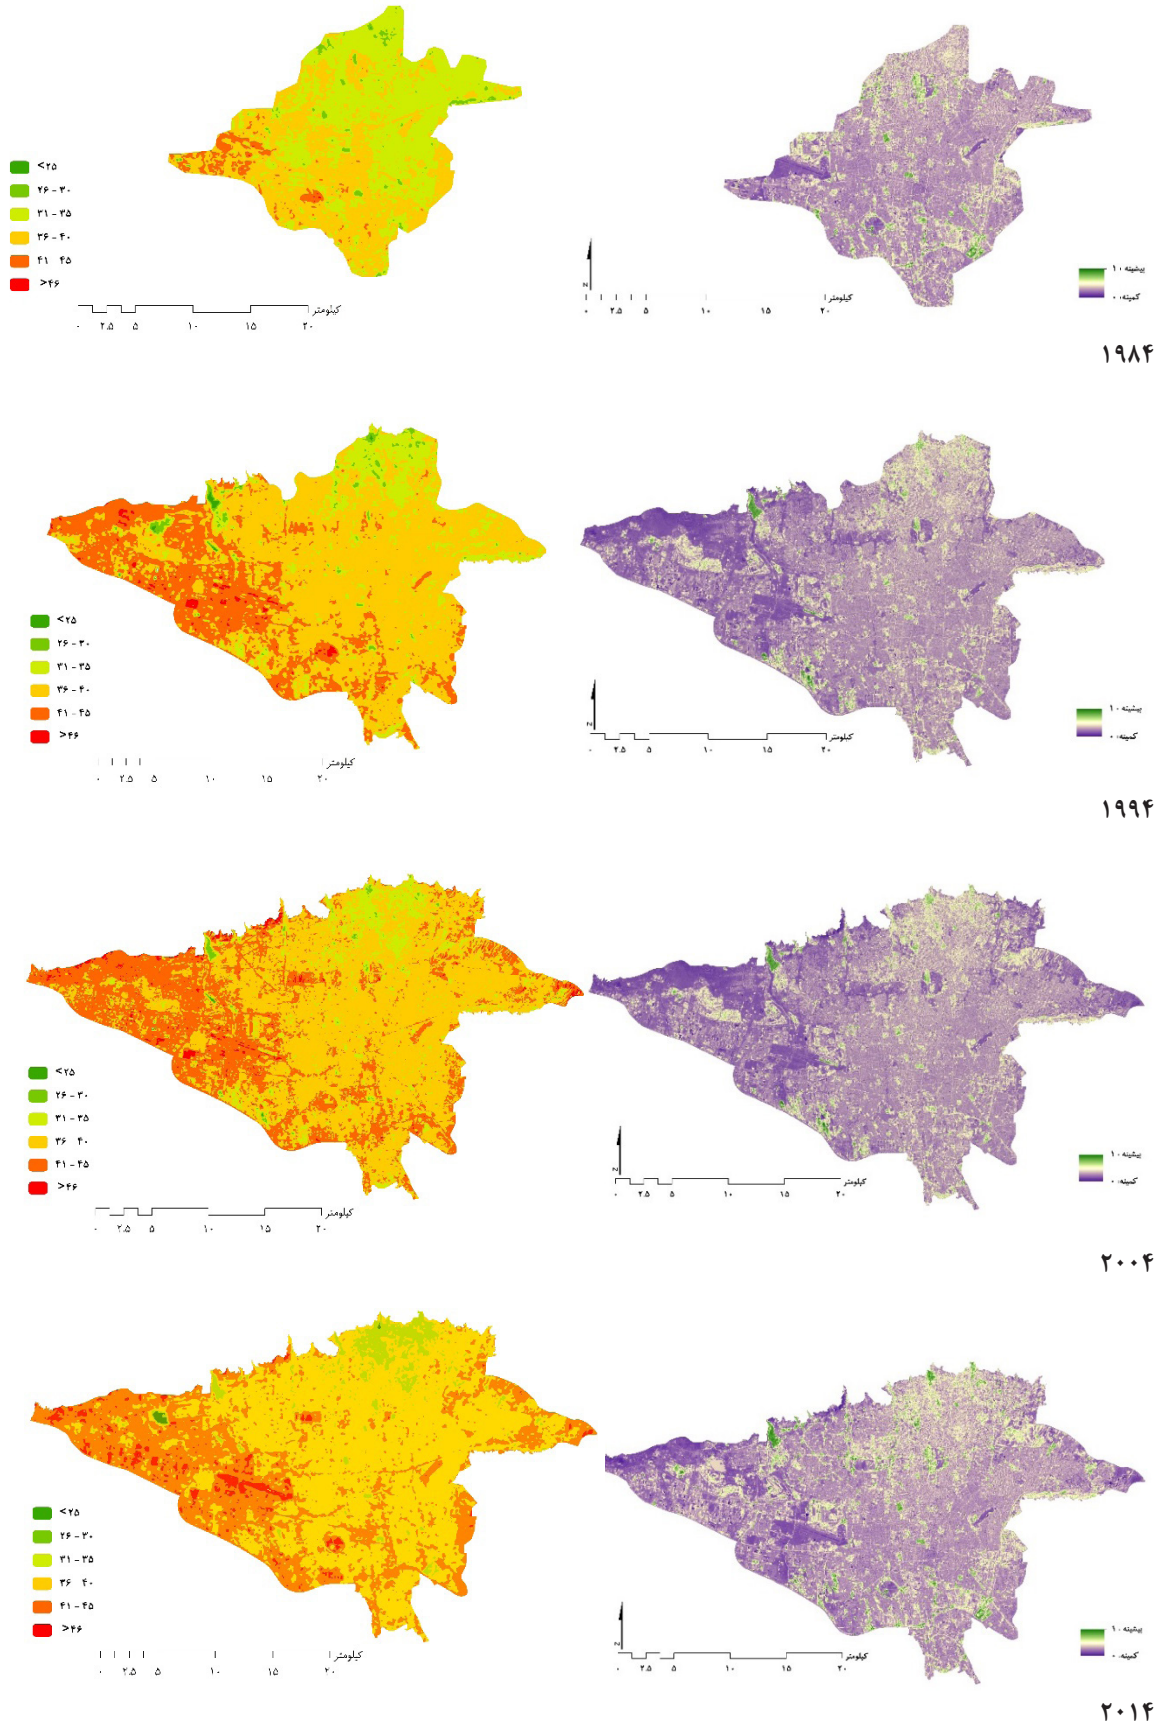 <۲۵
۲۶ - ۳۰
۳۱ - ۳۵
۳۶ - ۴۰
۴۱ ۴۵
>۴۶
کیلومتر
۰ ۲.۵ ۵ ۱۰ ۱۵ ۲۰
N
کیلومتر
۰ ۲.۵ ۵ ۱۰ ۱۵ ۲۰
بیشینه ۱۰
کمینه ۰۰
۱۹۸۴
<۲۵
۲۶ - ۳۰
۳۱ - ۳۵
۳۶ - ۴۰
۴۱ - ۴۵
>۴۶
کیلومتر
۰ ۲.۵ ۵ ۱۰ ۱۵ ۲۰
N
کیلومتر
۰ ۲.۵ ۵ ۱۰ ۱۵ ۲۰
بیشینه ۱۰
کمینه ۰۰
۱۹۹۴
<۲۵
۲۶ - ۳۰
۳۱ - ۳۵
۳۶ ۴۰
۴۱ - ۴۵
>۴۶
کیلومتر
۰ ۲.۵ ۵ ۱۰ ۱۵ ۲۰
N
کیلومتر
۰ ۲.۵ ۵ ۱۰ ۱۵ ۲۰
بیشینه ۱۰
کمینه ۰۰
۲۰۰۴
<۲۵
۲۶ - ۳۰
۳۱ - ۳۵
۳۶ ۴۰
۴۱ - ۴۵
>۴۶
کیلومتر
۰ ۲.۵ ۵ ۱۰ ۱۵ ۲۰
N
کیلومتر
۰ ۲.۵ ۵ ۱۰ ۱۵ ۲۰
بیشینه ۱۰
کمینه ۰۰
۲۰۱۴